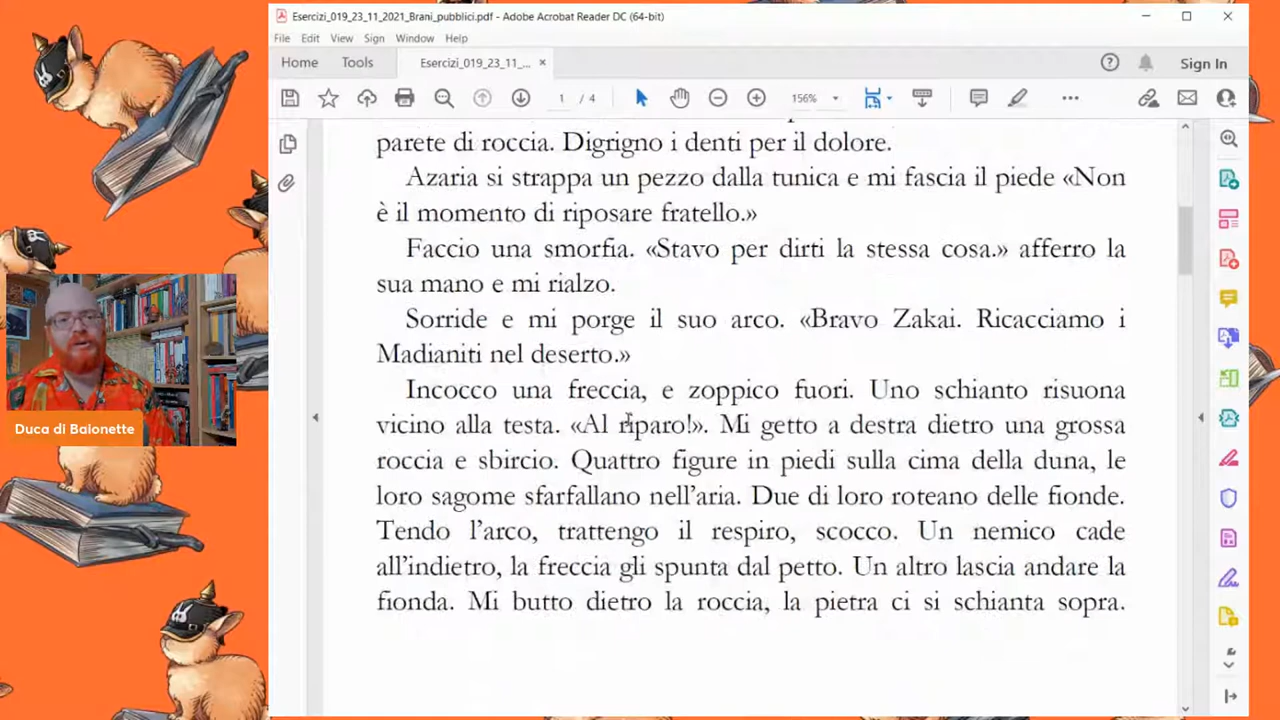 Esercizi_019_23_11_2021_Brani_pubblici.pdf - Adobe Acrobat Reader DC (64-bit)
File Edit View Sign Window Help
Home Tools Esercizi_019_23_11_... × Sign In
1 / 4 156%
parete di roccia. Digrigno i denti per il dolore.
Azaria si strappa un pezzo dalla tunica e mi fascia il piede «Non
è il momento di riposare fratello.»
Faccio una smorfia. «Stavo per dirti la stessa cosa.» afferro la
sua mano e mi rialzo.
Sorride e mi porge il suo arco. «Bravo Zakai. Ricacciamo i
Madianiti nel deserto.»
Incocco una freccia, e zoppico fuori. Uno schianto risuona
vicino alla testa. «Al riparo!». Mi getto a destra dietro una grossa
roccia e sbircio. Quattro figure in piedi sulla cima della duna, le
loro sagome sfarfallano nell'aria. Due di loro roteano delle fionde.
Tendo l'arco, trattengo il respiro, scocco. Un nemico cade
all'indietro, la freccia gli spunta dal petto. Un altro lascia andare la
fionda. Mi butto dietro la roccia, la pietra ci si schianta sopra.
Duca di Baionette